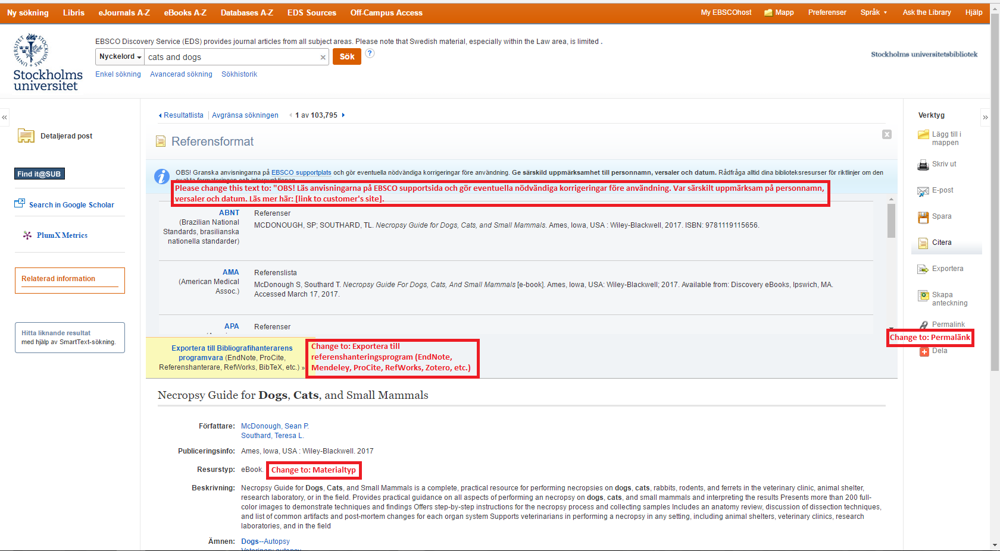 Ny sökning Libris eJournals A-Z eBooks A-Z Databases A-Z EDS Sources Off-Campus Access My EBSCOhost Mapp Preferenser Språk Ask the Library Hjälp
EBSCO Discovery Service (EDS) provides journal articles from all subject areas. Please note that Swedish material, especially within the Law area, is limited .
Nyckelord cats and dogs × Sök ?
Enkel sökning Avancerad sökning Sökhistorik
STOCKHOLMS UNIVERSITET
Stockholms
universitet
Stockholms universitetsbibliotek
«
Detaljerad post
Find it@SUB
Search in Google Scholar
PlumX Metrics
Relaterad information
Hitta liknande resultat
med hjälp av SmartText-sökning.
Resultatlista Avgränsa sökningen 1 av 103,795
Referensformat
x
OBS! Granska anvisningarna på EBSCO supportplats och gör eventuella nödvändiga korrigeringar före användning. Ge särskild uppmärksamhet till personnamn, versaler och datum. Rådfråga alltid dina biblioteksresurser för riktlinjer om den
exakta formateringen och interpunktionen.
Please change this text to: "OBS! Läs anvisningarna på EBSCO supportsida och gör eventuella nödvändiga korrigeringar före användning. Var särskilt uppmärksam på personnamn,
versaler och datum. Läs mer här: [link to customer's site].
ABNT
(Brazilian National
Standards, brasilianska
nationella standarder)
Referenser
MCDONOUGH, SP; SOUTHARD, TL. Necropsy Guide for Dogs, Cats, and Small Mammals. Ames, Iowa, USA : Wiley-Blackwell, 2017. ISBN: 9781119115656.
AMA
(American Medical
Assoc.)
Referenslista
McDonough S, Southard T. Necropsy Guide For Dogs, Cats, And Small Mammals [e-book]. Ames, Iowa, USA: Wiley-Blackwell; 2017. Available from: Discovery eBooks, Ipswich, MA.
Accessed March 17, 2017.
APA
Referenser
Exportera till Bibliografihanterarens
programvara (EndNote, ProCite,
Referenshanterare, RefWorks, BibTeX, etc.) »
Change to: Exportera till
referenshanteringsprogram (EndNote,
Mendeley, ProCite, RefWorks, Zotero, etc.)
Necropsy Guide for Dogs, Cats, and Small Mammals
Författare: McDonough, Sean P.
Southard, Teresa L.
Publiceringsinfo: Ames, Iowa, USA : Wiley-Blackwell. 2017
Resurstyp: eBook.
Change to: Materialtyp
Beskrivning: Necropsy Guide for Dogs, Cats, and Small Mammals is a complete, practical resource for performing necropsies on dogs, cats, rabbits, rodents, and ferrets in the veterinary clinic, animal shelter,
research laboratory, or in the field. Provides practical guidance on all aspects of performing an necropsy on dogs, cats, and small mammals and interpreting the results Presents more than 200 full-
color images to demonstrate techniques and findings Offers step-by-step instructions for the necropsy process and collecting samples Includes an anatomy review, discussion of dissection techniques,
and list of common artifacts and post-mortem changes for each organ system Supports veterinarians in performing a necropsy in any setting, including animal shelters, veterinary clinics, research
laboratories, and in the field
Ämnen: Dogs--Autopsy
Veterinary autopsy
Verktyg
»
Lägg till i
mappen
Skriv ut
E-post
Spara
Citera
Exportera
Skapa
anteckning
Permalink
Change to: Permalänk
Dela